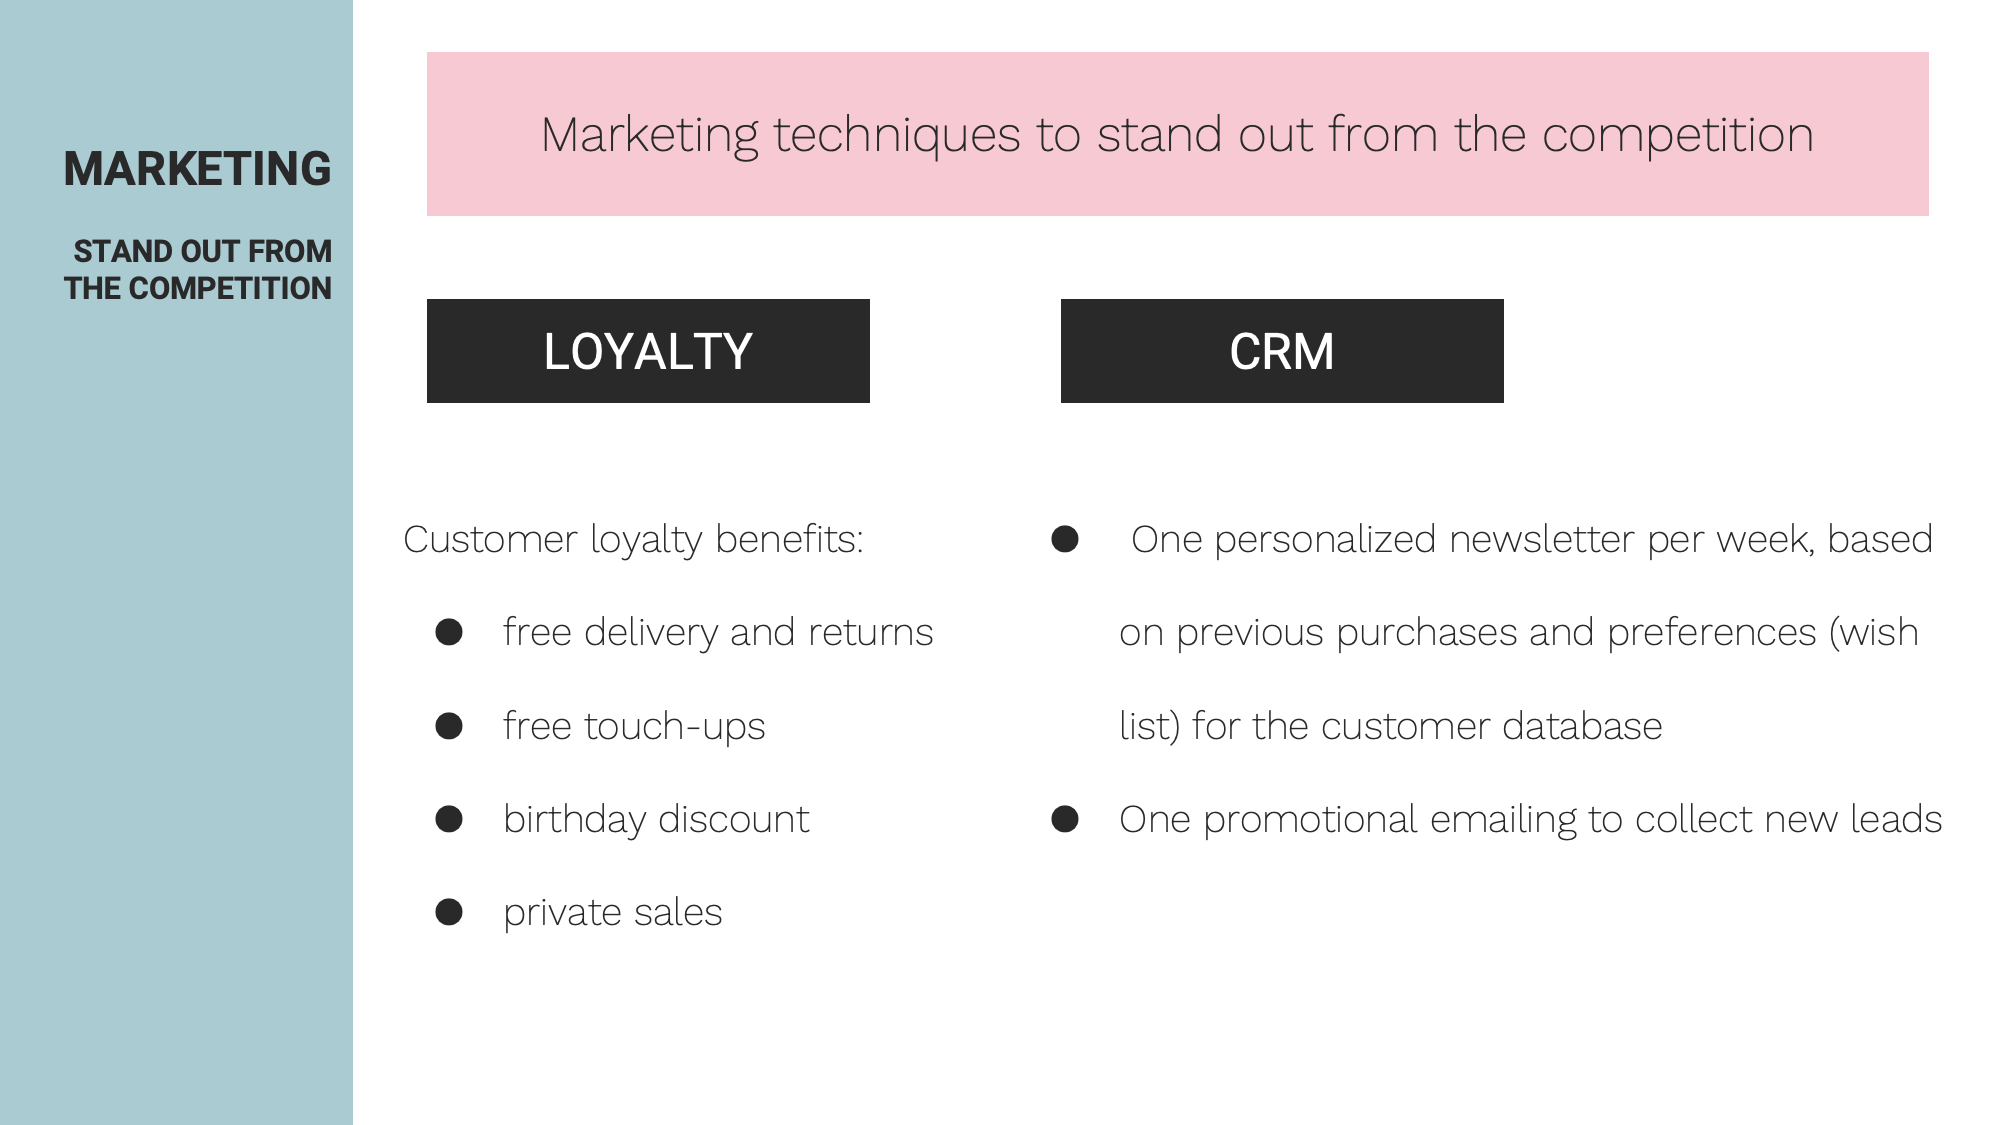 MARKETING
STAND OUT FROM
THE COMPETITION
Marketing techniques to stand out from the competition
LOYALTY
Customer loyalty benefits:
● free delivery and returns
● free touch-ups
● birthday discount
● private sales
CRM
● One personalized newsletter per week, based
on previous purchases and preferences (wish
list) for the customer database
● One promotional emailing to collect new leads